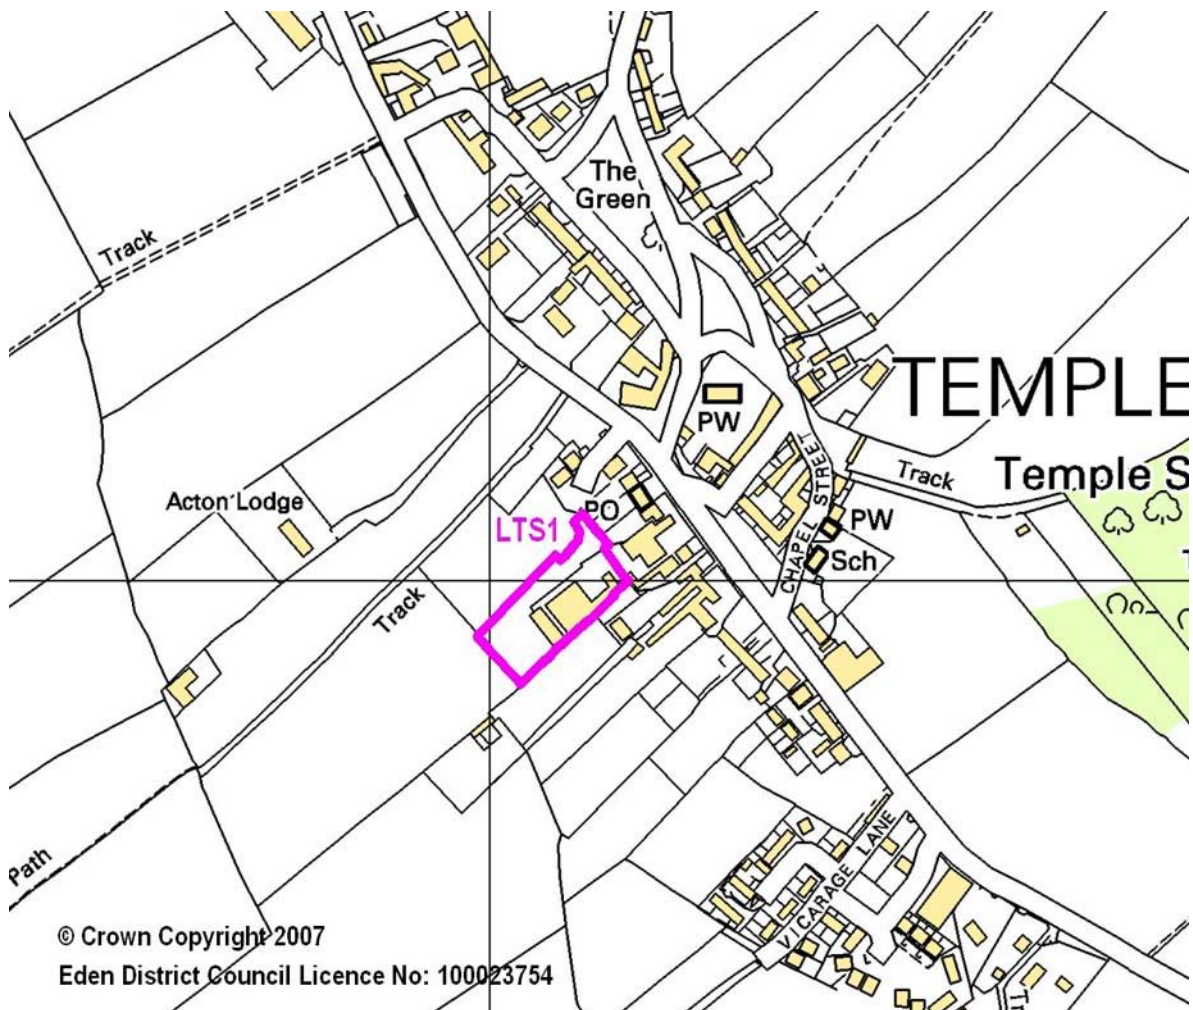 The
Green
Track
TEMPLE
PW
Track
Temple S
Acton Lodge
PO
LTS1
CHAPEL STREET
PW
Sch
Track
Path
VICARAGE LANE
© Crown Copyright 2007
Eden District Council Licence No: 100023754